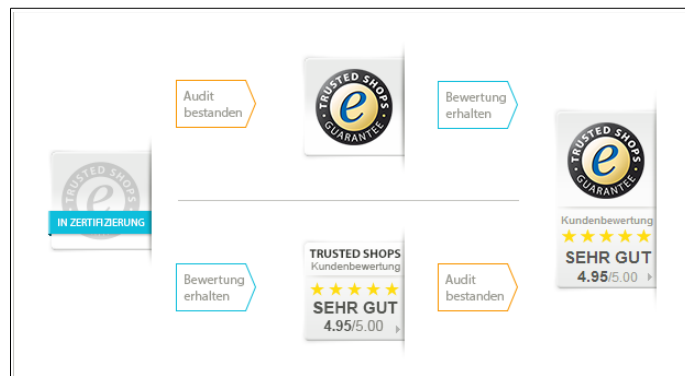 TRUSTED SHOPS
IN ZERTIFIZIERUNG
Audit
bestanden
TRUSTED SHOPS
e
GUARANTEE
Bewertung
erhalten
Bewertung
erhalten
TRUSTED SHOPS
Kundenbewertung
SEHR GUT
4.95/5.00
Audit
bestanden
TRUSTED SHOPS
e
GUARANTEE
Kundenbewertung
SEHR GUT
4.95/5.00